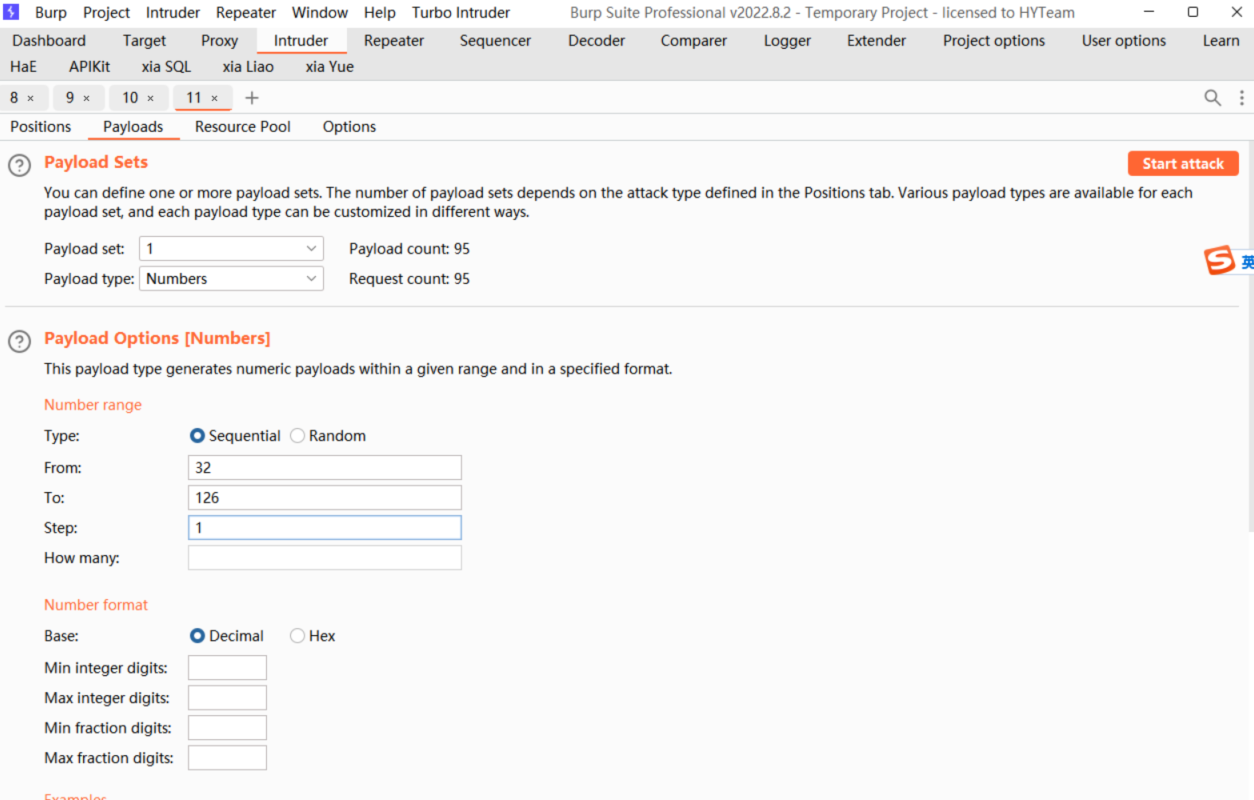 Burp Project Intruder Repeater Window Help Turbo Intruder Burp Suite Professional v2022.8.2 - Temporary Project - licensed to HYTeam
Dashboard Target Proxy Intruder Repeater Sequencer Decoder Comparer Logger Extender Project options User options Learn
HaE APIKit xia SQL xia Liao xia Yue
8 × 9 × 10 × 11 × +
Positions Payloads Resource Pool Options
? Payload Sets Start attack
You can define one or more payload sets. The number of payload sets depends on the attack type defined in the Positions tab. Various payload types are available for each
payload set, and each payload type can be customized in different ways.
Payload set: 1 Payload count: 95
Payload type: Numbers Request count: 95
S 英
? Payload Options [Numbers]
This payload type generates numeric payloads within a given range and in a specified format.
Number range
Type: Sequential Random
From: 32
To: 126
Step: 1
How many:
Number format
Base: Decimal Hex
Min integer digits:
Max integer digits:
Min fraction digits:
Max fraction digits:
Examples